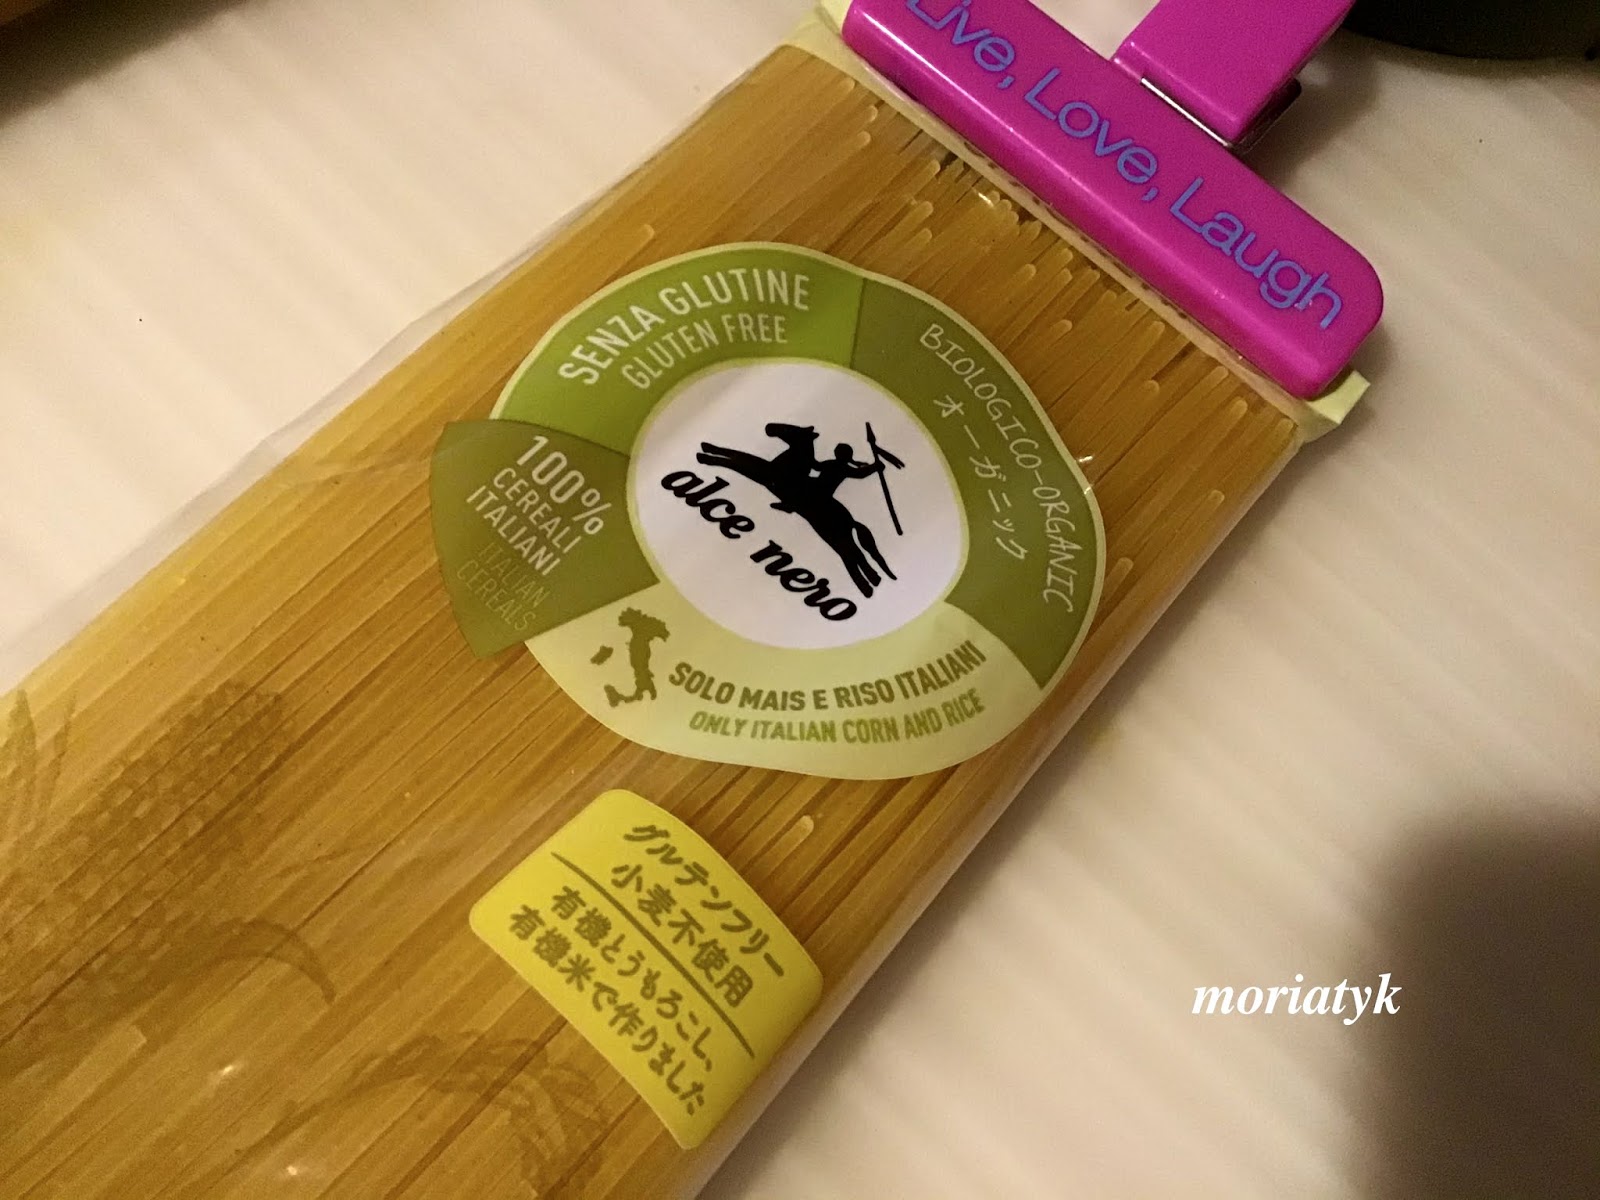 Live, Love, Laugh
SENZA GLUTINE
GLUTEN FREE
BIOLOGICO-ORGANIC
オーガニック
100%
CEREALI
ITALIANI
ITALIAN
CEREALS
alce nero
SOLO MAIS E RISO ITALIANI
ONLY ITALIAN CORN AND RICE
グルテンフリー
小麦不使用
有機とうもろこし、
有機米で作りました
moriatyk